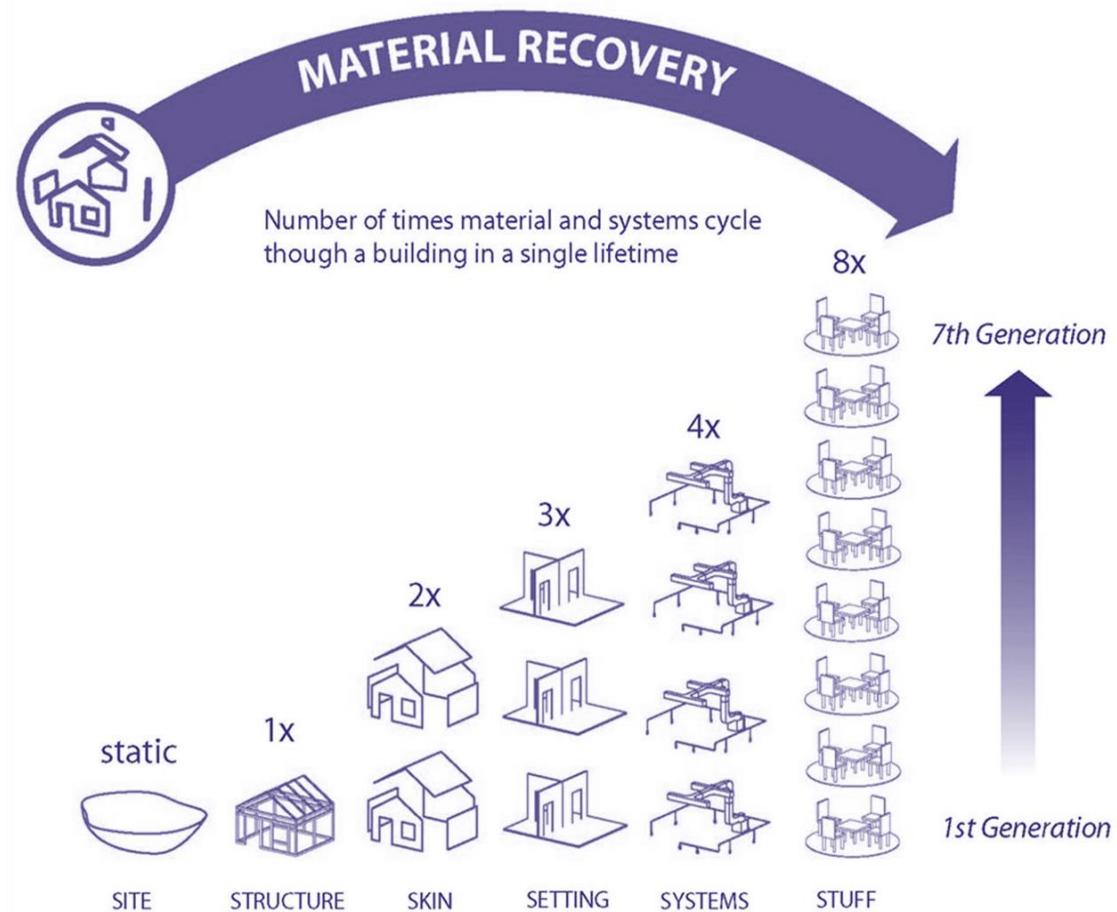 MATERIAL RECOVERY
Number of times material and systems cycle
though a building in a single lifetime
8x
7th Generation
4x
3x
2x
1x
static
1st Generation
SITE
STRUCTURE
SKIN
SETTING
SYSTEMS
STUFF